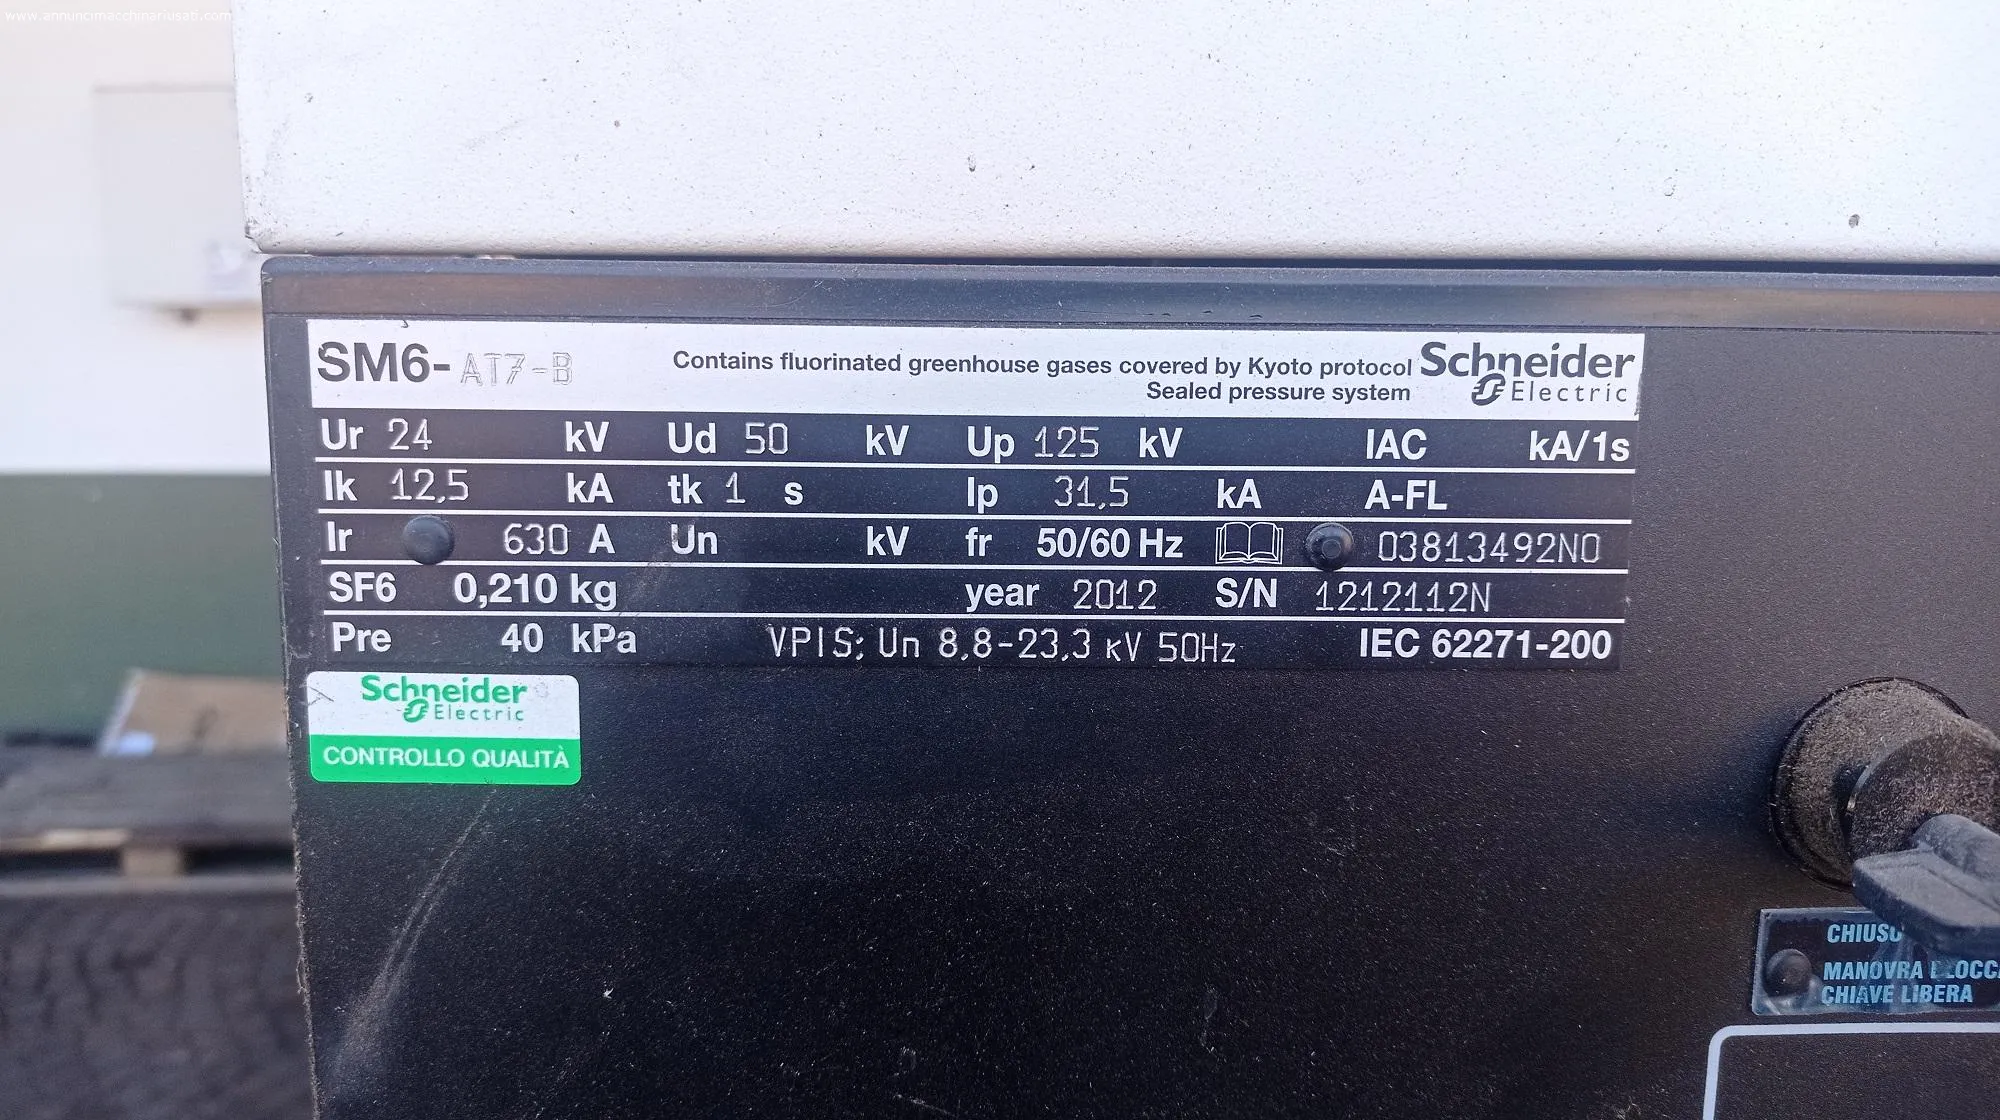 www.annuncimacchinariusati.com
SM6-AT7-B Contains fluorinated greenhouse gases covered by Kyoto protocol Schneider
Sealed pressure system Electric
Ur 24 kV Ud 50 kV Up 125 kV IAC kA/1s
Ik 12,5 kA tk 1 s Ip 31,5 kA A-FL
Ir 630 A Un kV fr 50/60 Hz 03813492N0
SF6 0,210 kg year 2012 S/N 1212112N
Pre 40 kPa VPIS; Un 8,8-23,3 kV 50Hz IEC 62271-200
Schneider
Electric
CONTROLLO QUALITÀ
CHIUSO
MANOVRA
CHIAVE LIBERA